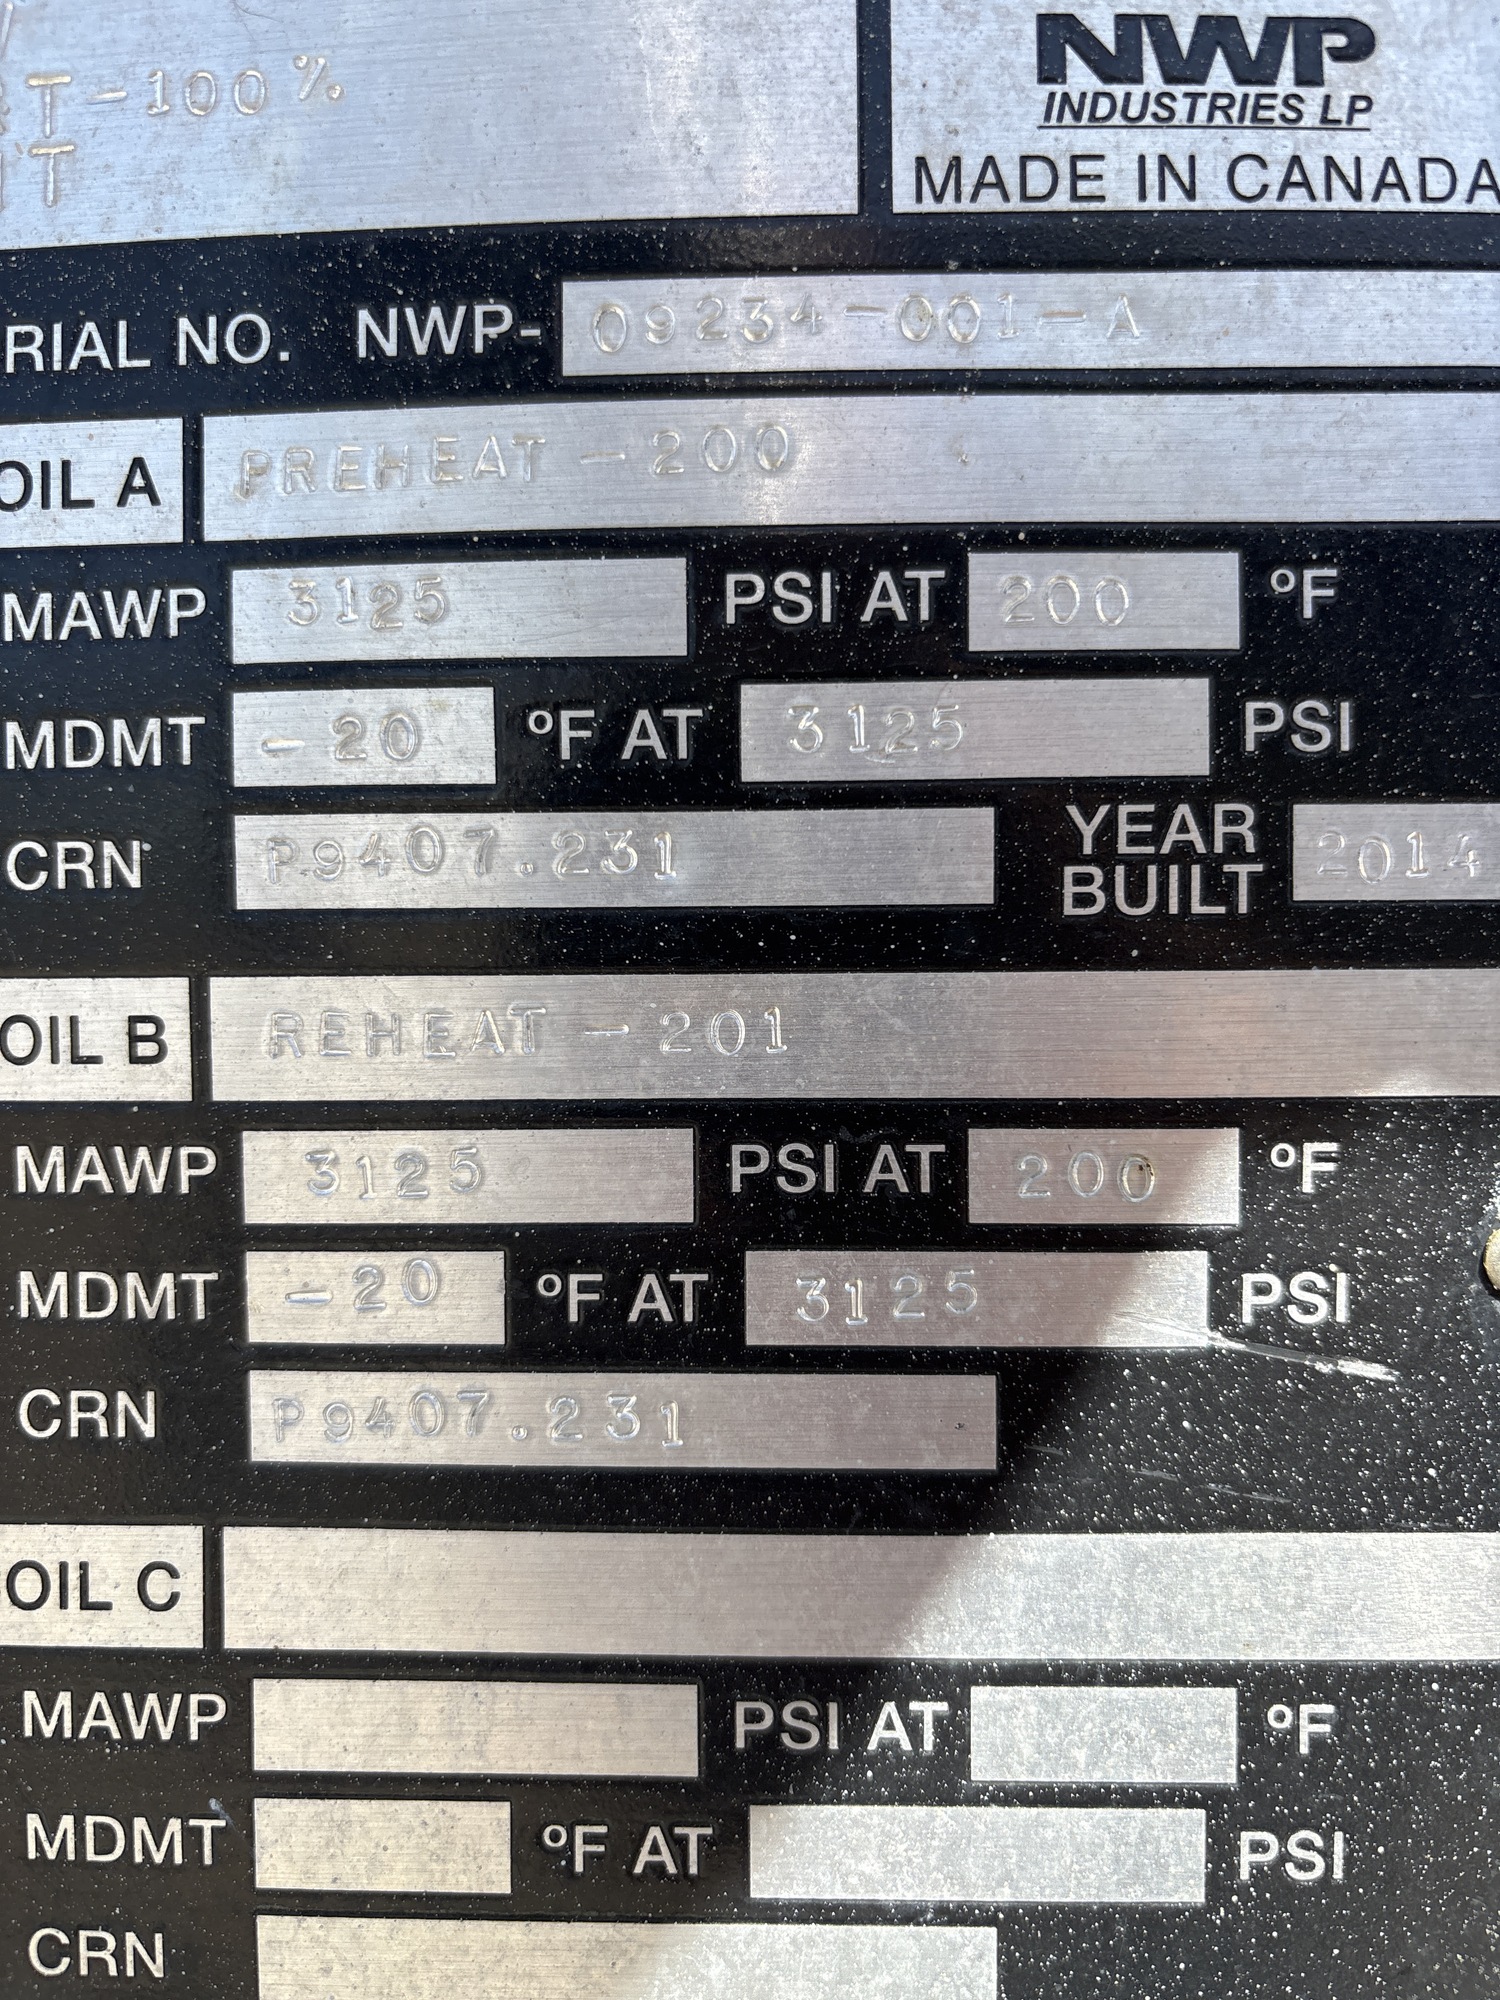 T-100%
T
NWP
INDUSTRIES LP
MADE IN CANADA
RIAL NO. NWP- 09234-001-A
OIL A PREHEAT - 200
MAWP 3125 PSI AT 200 °F
MDMT -20 °F AT 3125 PSI
CRN P9407.231 YEAR BUILT 2014
OIL B REHEAT - 201
MAWP 3125 PSI AT 200 °F
MDMT -20 °F AT 3125 PSI
CRN P9407.231
OIL C
MAWP PSI AT °F
MDMT °F AT PSI
CRN